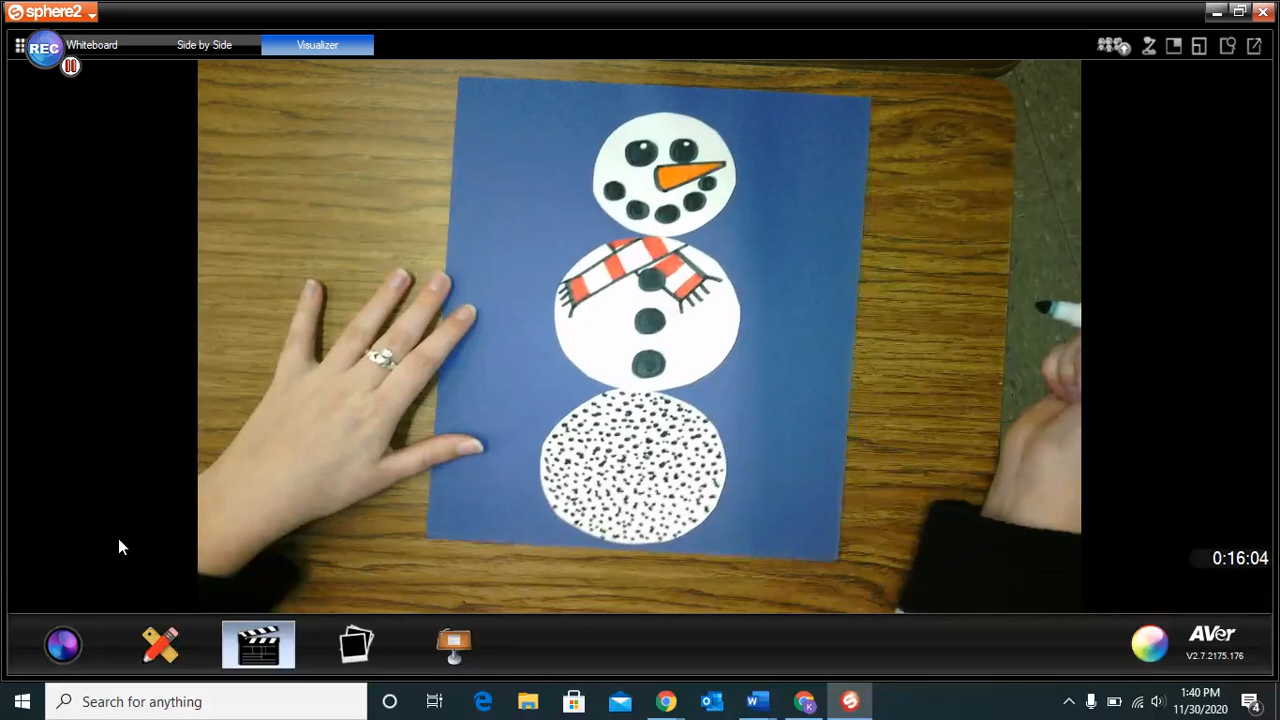 sphere2
REC
Whiteboard
Side by Side
Visualizer
0:16:04
AVer
V2.7.2175.176
Search for anything
1:40 PM
11/30/2020
4